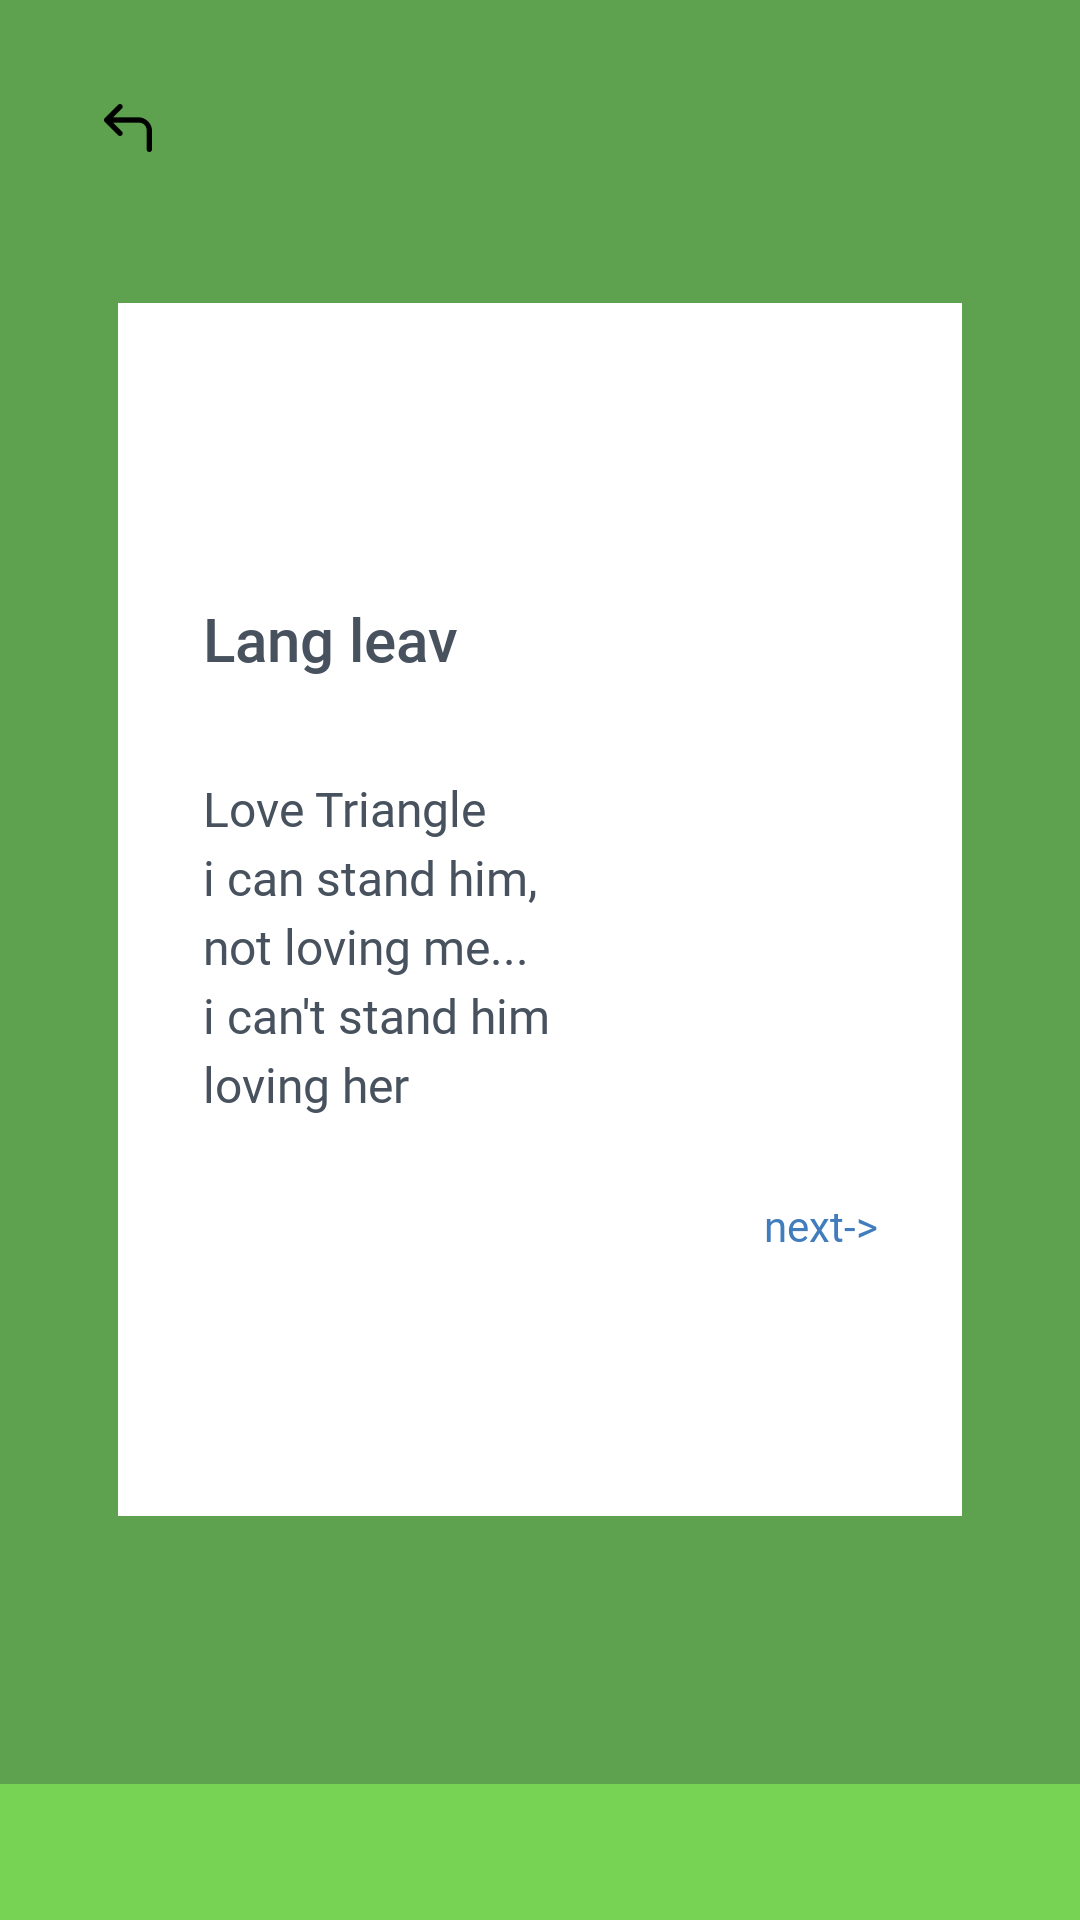 Lang leav
Love Triangle
i can stand him,
not loving me...
i can't stand him
loving her
next->